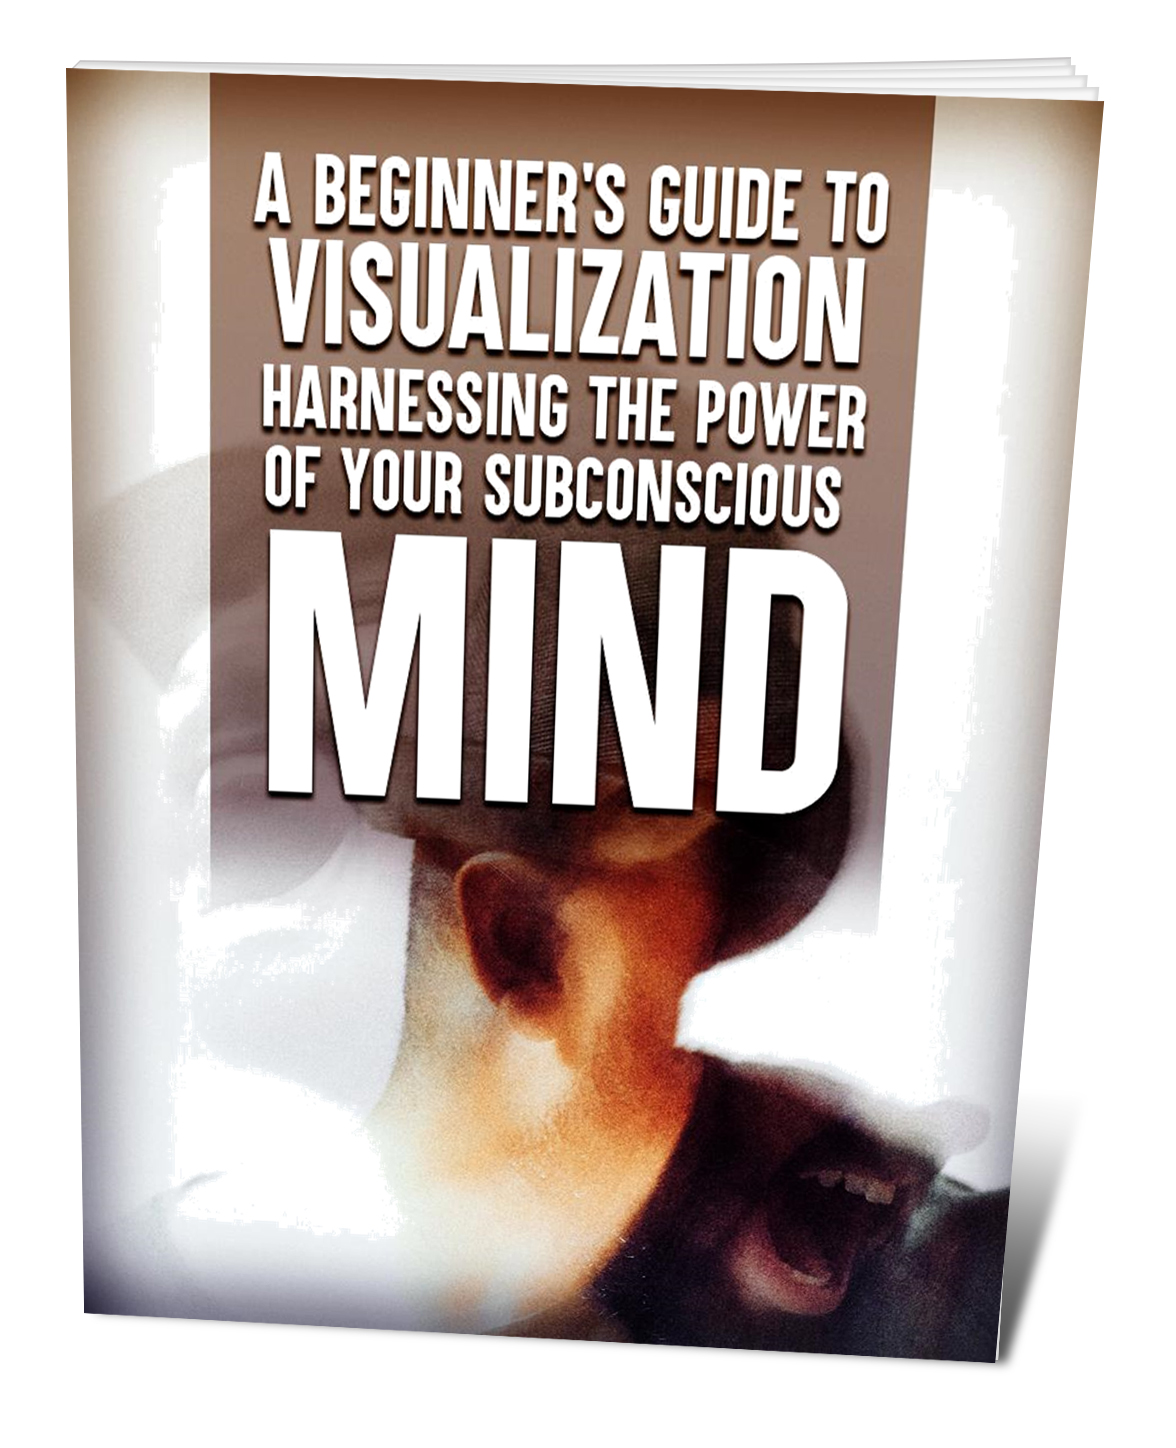 A BEGINNER'S GUIDE TO
VISUALIZATION
HARNESSING THE POWER
OF YOUR SUBCONSCIOUS
MIND